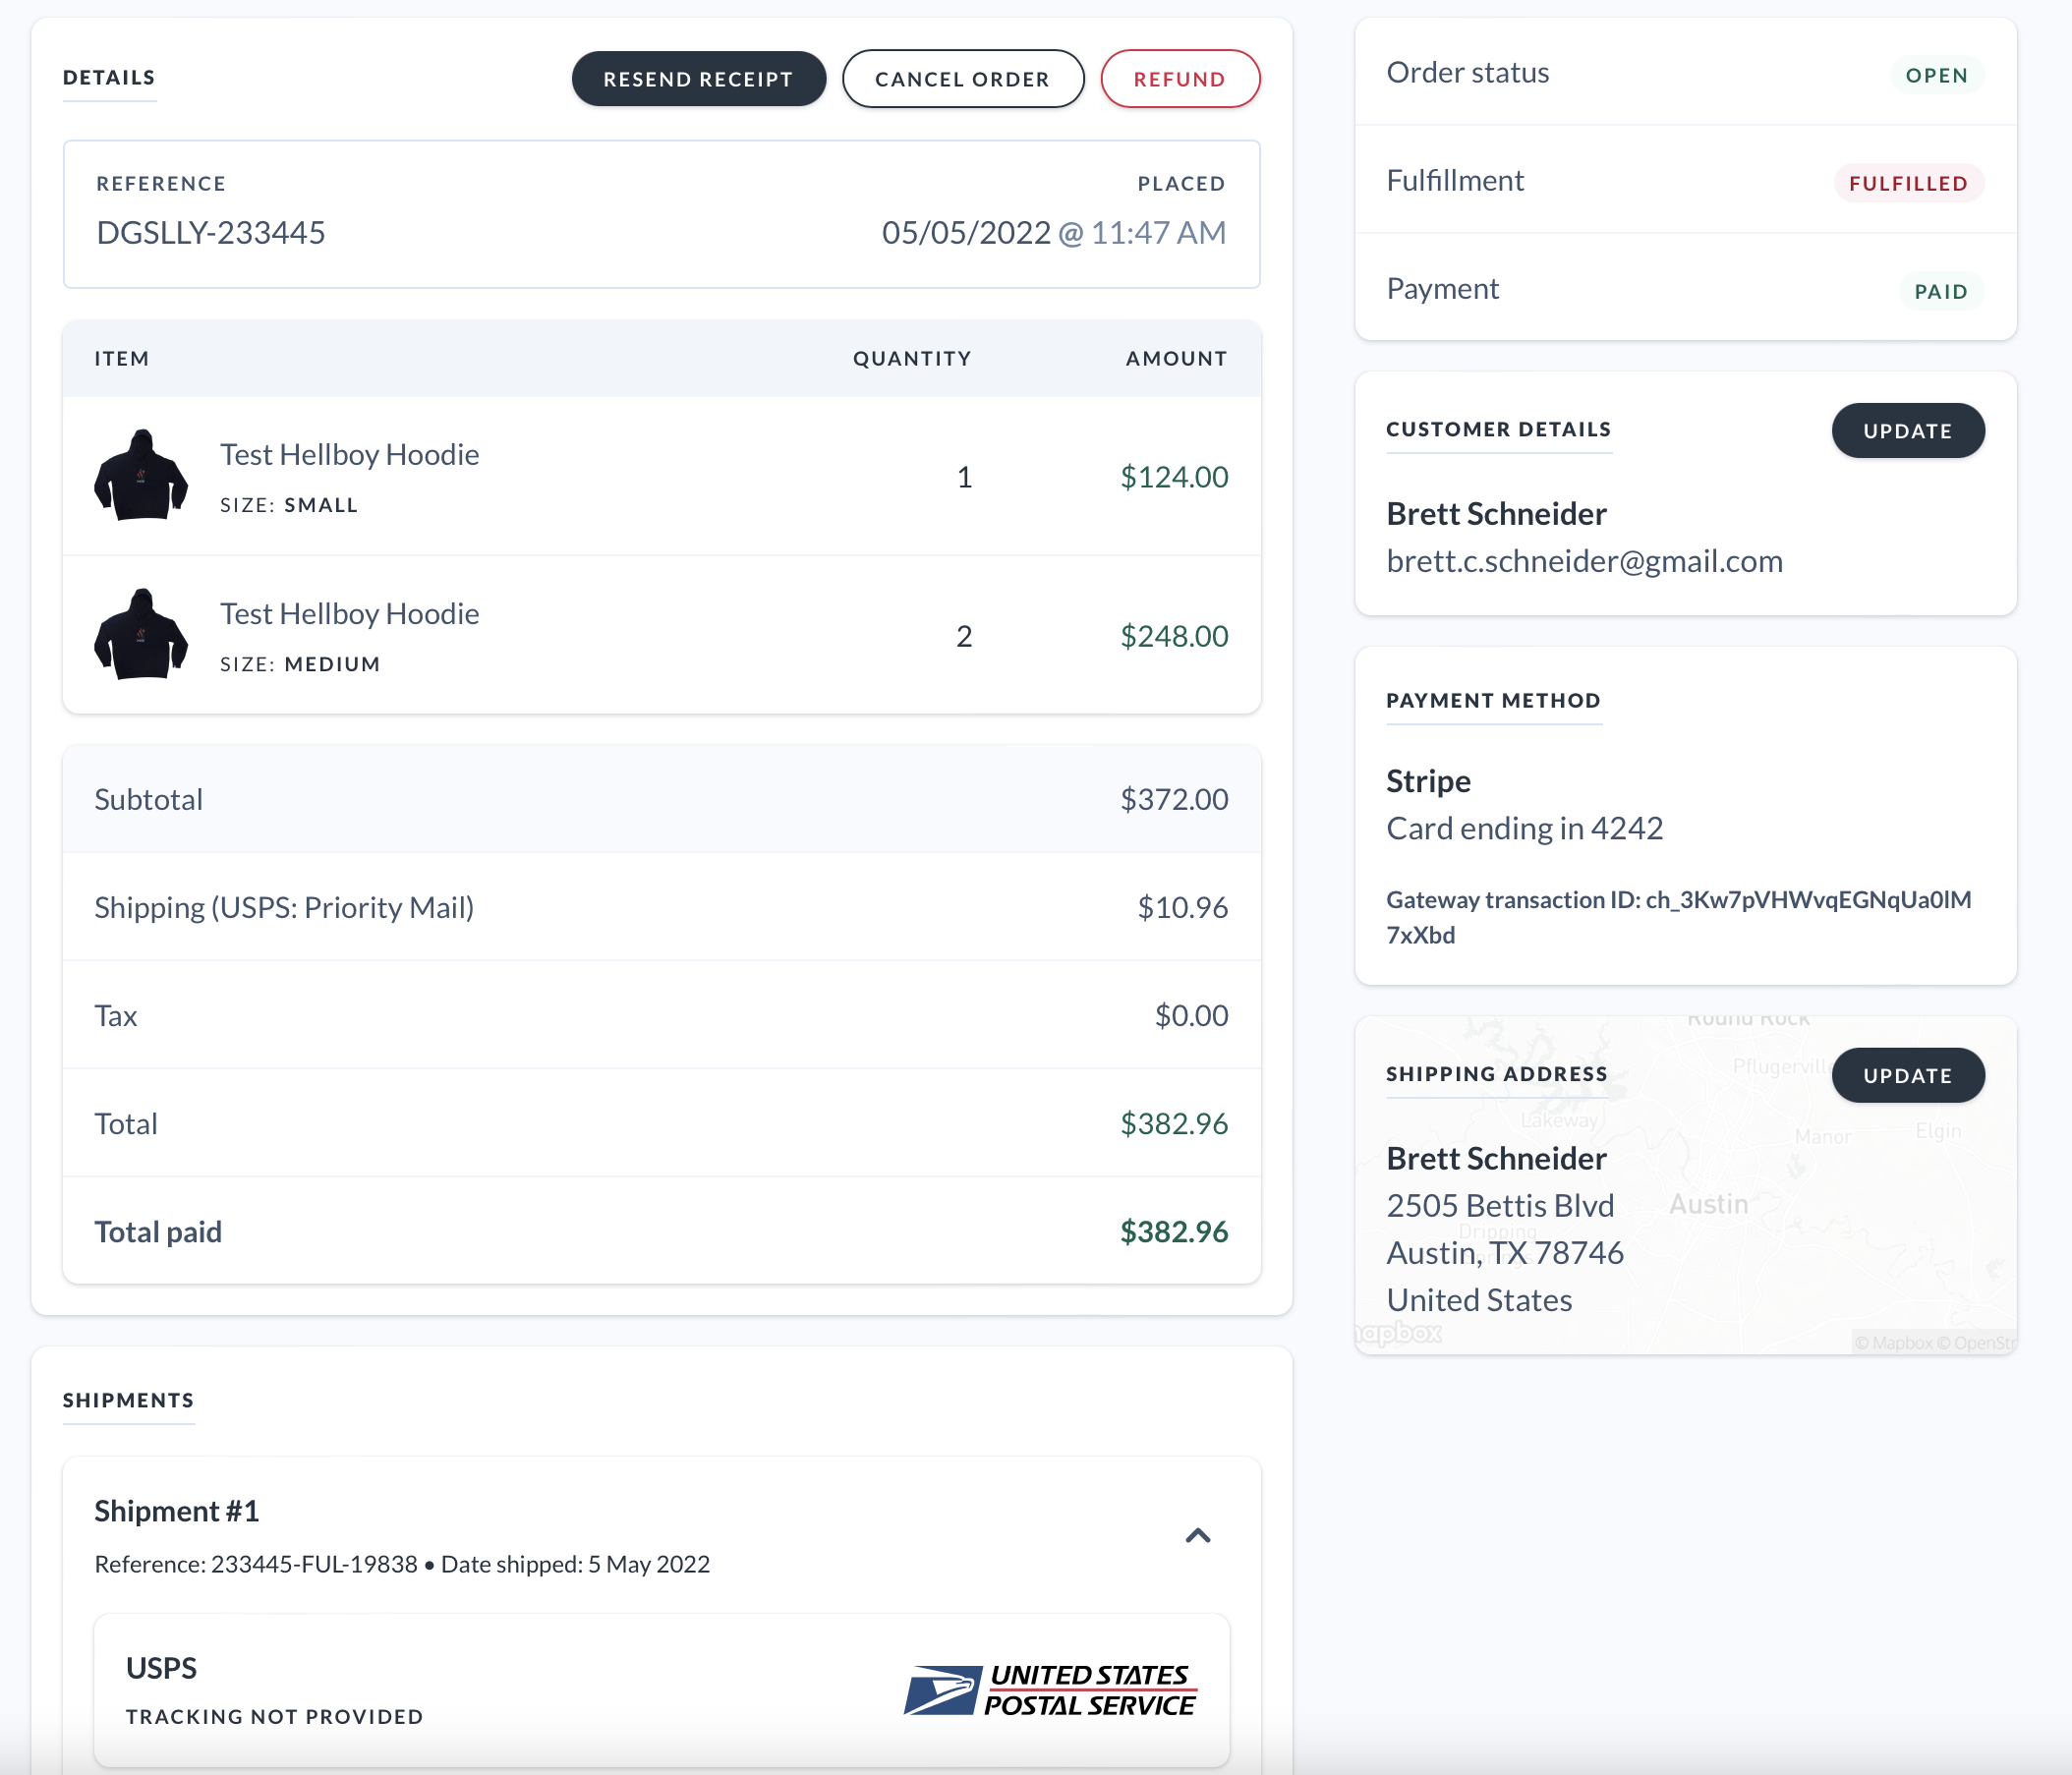 DETAILS
RESEND RECEIPT
CANCEL ORDER
REFUND
REFERENCE
PLACED
DGSLLY-233445
05/05/2022 @ 11:47 AM
ITEM
QUANTITY
AMOUNT
Test Hellboy Hoodie
SIZE: SMALL
1
$124.00
Test Hellboy Hoodie
SIZE: MEDIUM
2
$248.00
Subtotal
$372.00
Shipping (USPS: Priority Mail)
$10.96
Tax
$0.00
Total
$382.96
Total paid
$382.96
SHIPMENTS
Shipment #1
Reference: 233445-FUL-19838 • Date shipped: 5 May 2022
USPS
TRACKING NOT PROVIDED
UNITED STATES
POSTAL SERVICE
Order status
OPEN
Fulfillment
FULFILLED
Payment
PAID
CUSTOMER DETAILS
UPDATE
Brett Schneider
brett.c.schneider@gmail.com
PAYMENT METHOD
Stripe
Card ending in 4242
Gateway transaction ID: ch_3Kw7pVHWvqEGNqUa0lM
7xXbd
Round Rock
Pflugerville
SHIPPING ADDRESS
UPDATE
Lakeway
Manor
Elgin
Brett Schneider
2505 Bettis Blvd
Austin
Dripping
Springs
Austin, TX 78746
United States
mapbox
© Mapbox © OpenStr